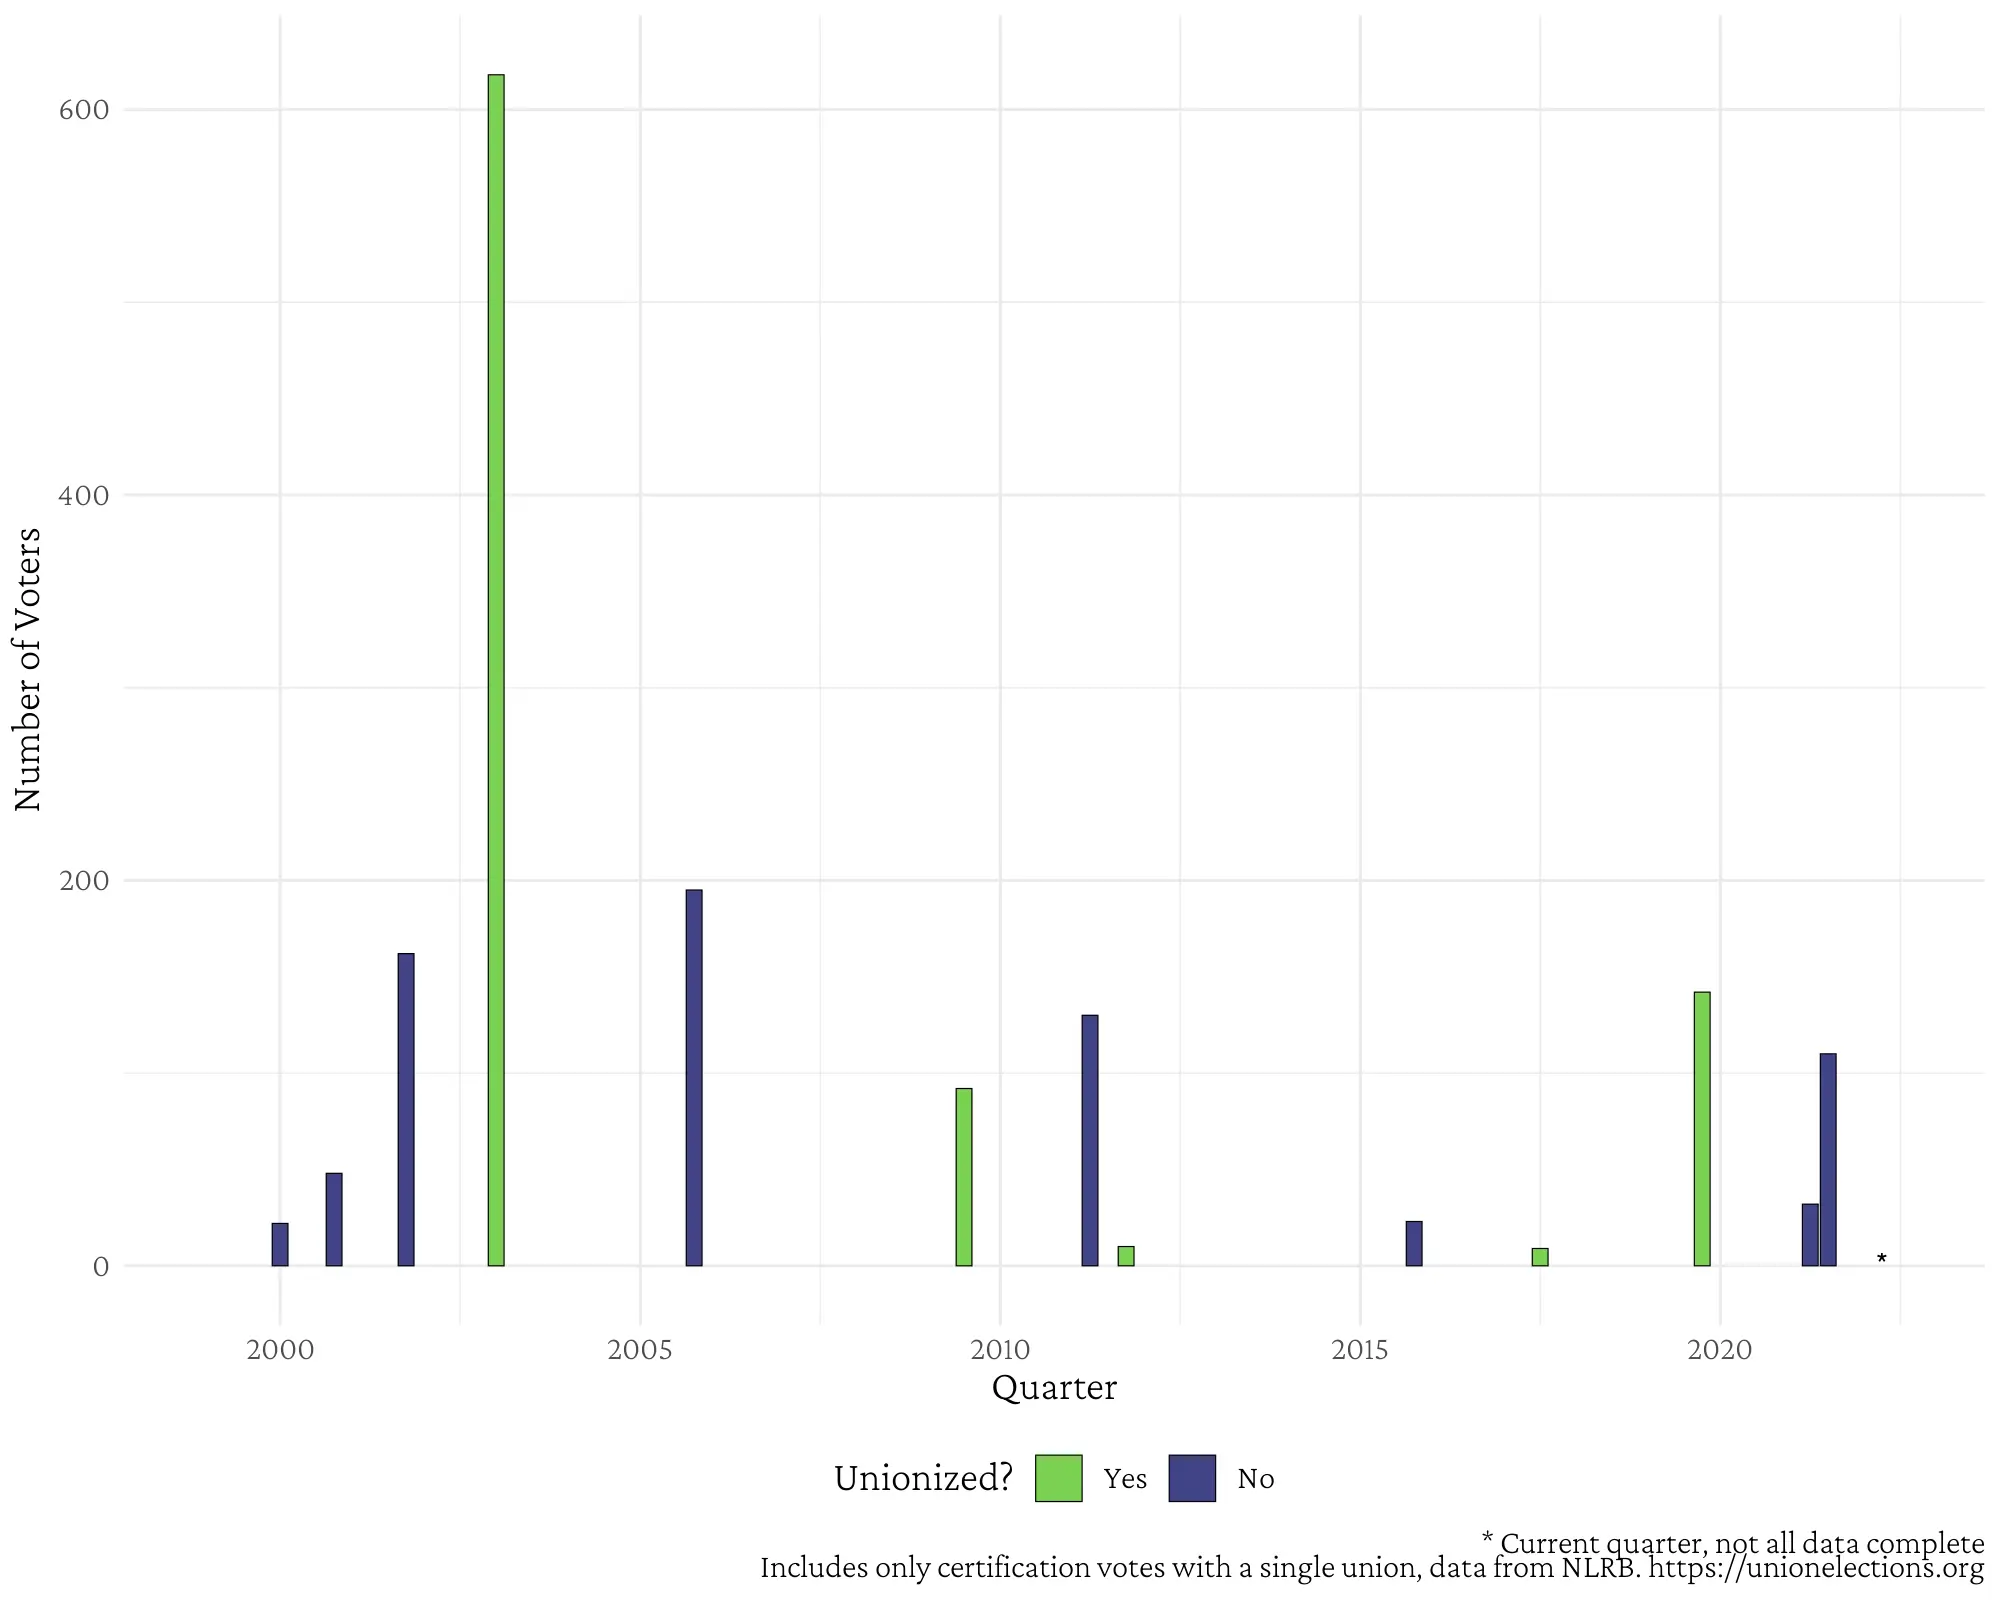 600
400
200
0
Number of Voters
2000 2005 2010 2015 2020
Quarter
*
Unionized? Yes No
* Current quarter, not all data complete
Includes only certification votes with a single union, data from NLRB. https://unionelections.org